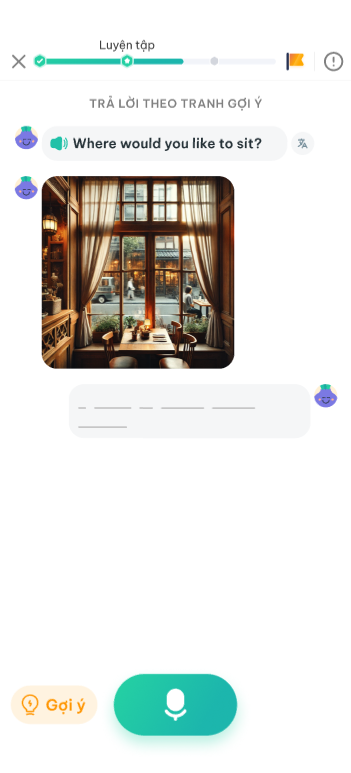 Luyện tập
TRẢ LỜI THEO TRANH GỢI Ý
Where would you like to sit?
Gợi ý